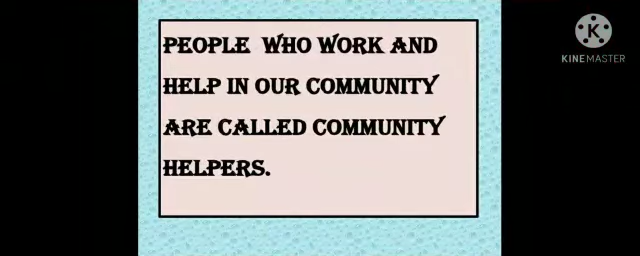 PEOPLE WHO WORK AND
HELP IN OUR COMMUNITY
ARE CALLED COMMUNITY
HELPERS.
K
KINEMASTER